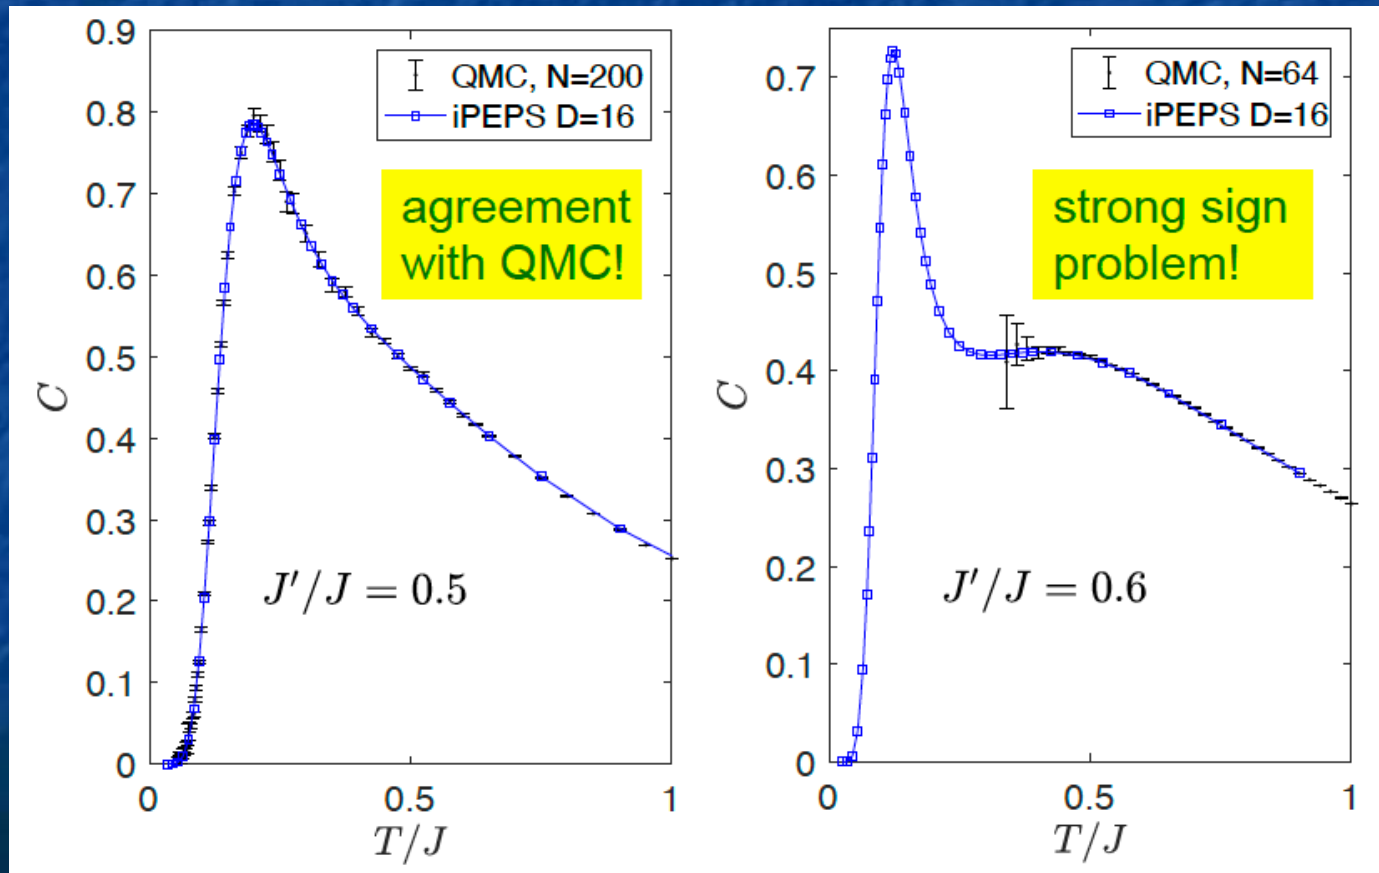 0.9
0.8
0.7
0.6
0.5
0.4
0.3
0.2
0.1
0
C
QMC, N=200
iPEPS D=16
agreement
with QMC!
J′/J = 0.5
0
0.5
1
T/J
0.7
0.6
0.5
0.4
0.3
0.2
0.1
0
C
QMC, N=64
iPEPS D=16
strong sign
problem!
J′/J = 0.6
0
0.5
1
T/J